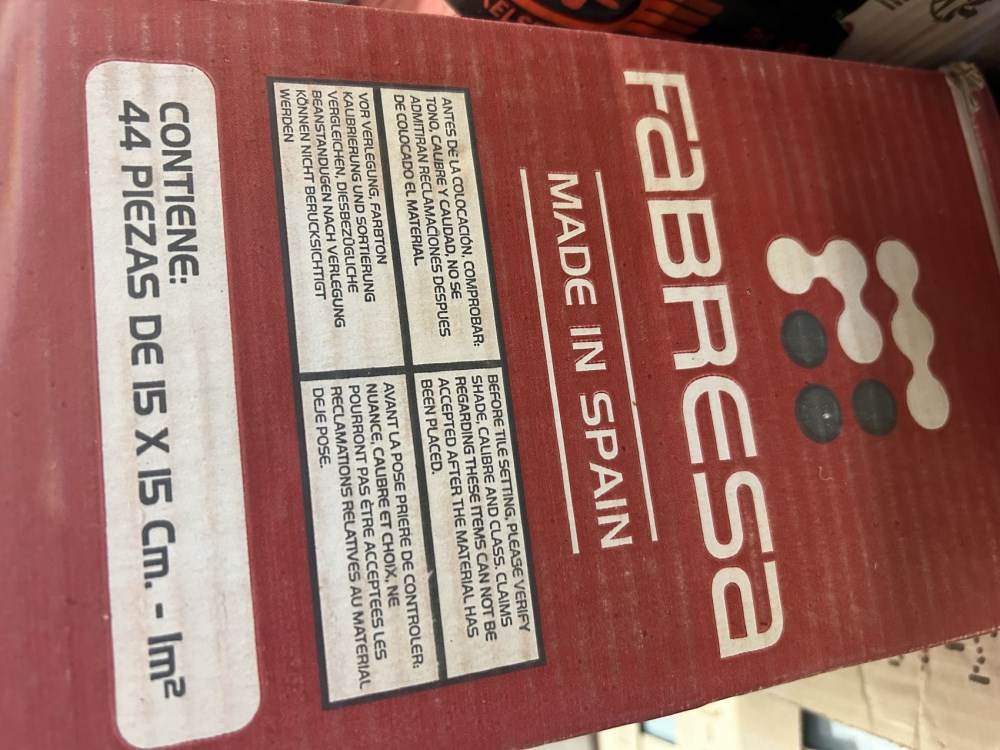 FABRESA
MADE IN SPAIN
ANTES DE LA COLOCACIÓN, COMPROBAR:
TONO, CALIBRE Y CALIDAD, NO SE
ADMITIRAN RECLAMACIONES DESPUES
DE COLOCADO EL MATERIAL
BEFORE TILE SETTING, PLEASE VERIFY
SHADE, CALIBRE AND CLASS. CLAIMS
REGARDING THESE ITEMS CAN NOT BE
ACCEPTED AFTER THE MATERIAL HAS
BEEN PLACED.
VOR VERLEGUNG, FARBTON
KALIBRIERUNG UND SORTIERUNG
VERGLEICHEN, DIESBEZÜGLICHE
BEANSTANDUGEN NACH VERLEGUNG
KÖNNEN NICHT BERUCKSICHTIGT
WERDEN
AVANT LA POSE PRIERE DE CONTROLER:
NUANCE, CALIBRE ET CHOIX, NE
POURRONT PAS ÊTRE ACCEPTEES LES
RECLAMATIONS RELATIVES AU MATERIAL
DEJE POSE.
CONTIENE:
44 PIEZAS DE 15 X 15 Cm. - 1m²